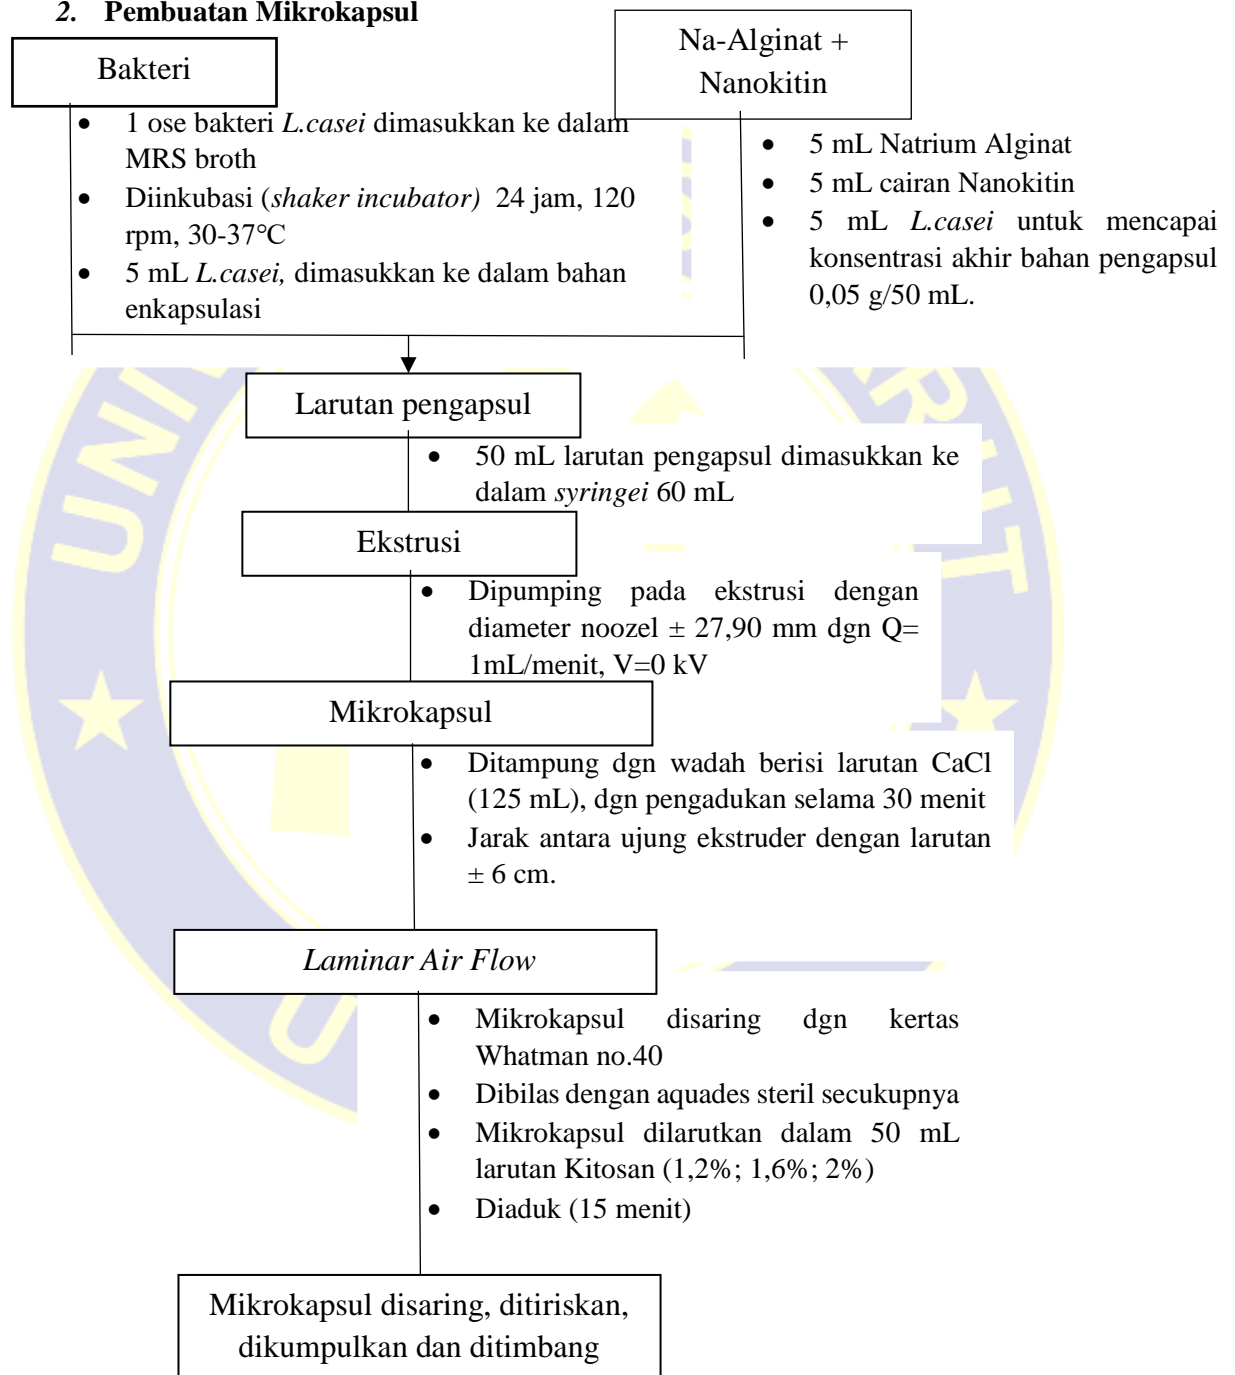 2. Pembuatan Mikrokapsul
Bakteri
Na-Alginat +
Nanokitin
• 1 ose bakteri L.casei dimasukkan ke dalam
MRS broth
• Diinkubasi (shaker incubator) 24 jam, 120
rpm, 30-37°C
• 5 mL L.casei, dimasukkan ke dalam bahan
enkapsulasi
• 5 mL Natrium Alginat
• 5 mL cairan Nanokitin
• 5 mL L.casei untuk mencapai
konsentrasi akhir bahan pengapsul
0,05 g/50 mL.
Larutan pengapsul
• 50 mL larutan pengapsul dimasukkan ke
dalam syringei 60 mL
Ekstrusi
• Dipumping pada ekstrusi dengan
diameter noozel ± 27,90 mm dgn Q=
1mL/menit, V=0 kV
Mikrokapsul
• Ditampung dgn wadah berisi larutan CaCl
(125 mL), dgn pengadukan selama 30 menit
• Jarak antara ujung ekstruder dengan larutan
± 6 cm.
Laminar Air Flow
• Mikrokapsul disaring dgn kertas
Whatman no.40
• Dibilas dengan aquades steril secukupnya
• Mikrokapsul dilarutkan dalam 50 mL
larutan Kitosan (1,2%; 1,6%; 2%)
• Diaduk (15 menit)
Mikrokapsul disaring, ditiriskan,
dikumpulkan dan ditimbang